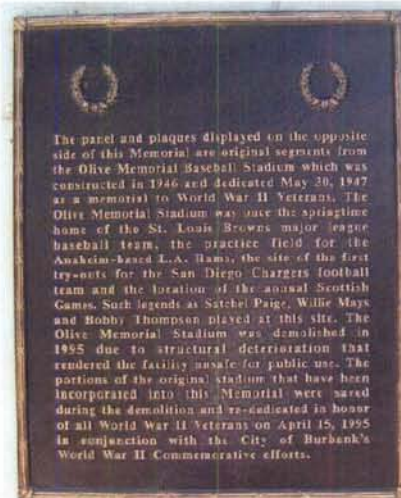 The panel and plaques displayed on the opposite
side of this Memorial are original segments from
the Olive Memorial Baseball Stadium which was
constructed in 1946 and dedicated May 30, 1947
as a memorial to World War II Veterans. The
Olive Memorial Stadium was once the springtime
home of the St. Louis Browns major league
baseball team, the practice field for the
Anaheim-based L.A. Rams, the site of the first
try-outs for the San Diego Chargers football
team and the location of the annual Scottish
Games. Such legends as Satchel Paige, Willie Mays
and Bobby Thompson played at this site. The
Olive Memorial Stadium was demolished in
1995 due to structural deterioration that
rendered the facility unsafe for public use. The
portions of the original stadium that have been
incorporated into this Memorial were saved
during the demolition and re-dedicated in honor
of all World War II Veterans on April 15, 1995
in conjunction with the City of Burbank's
World War II Commemorative efforts.